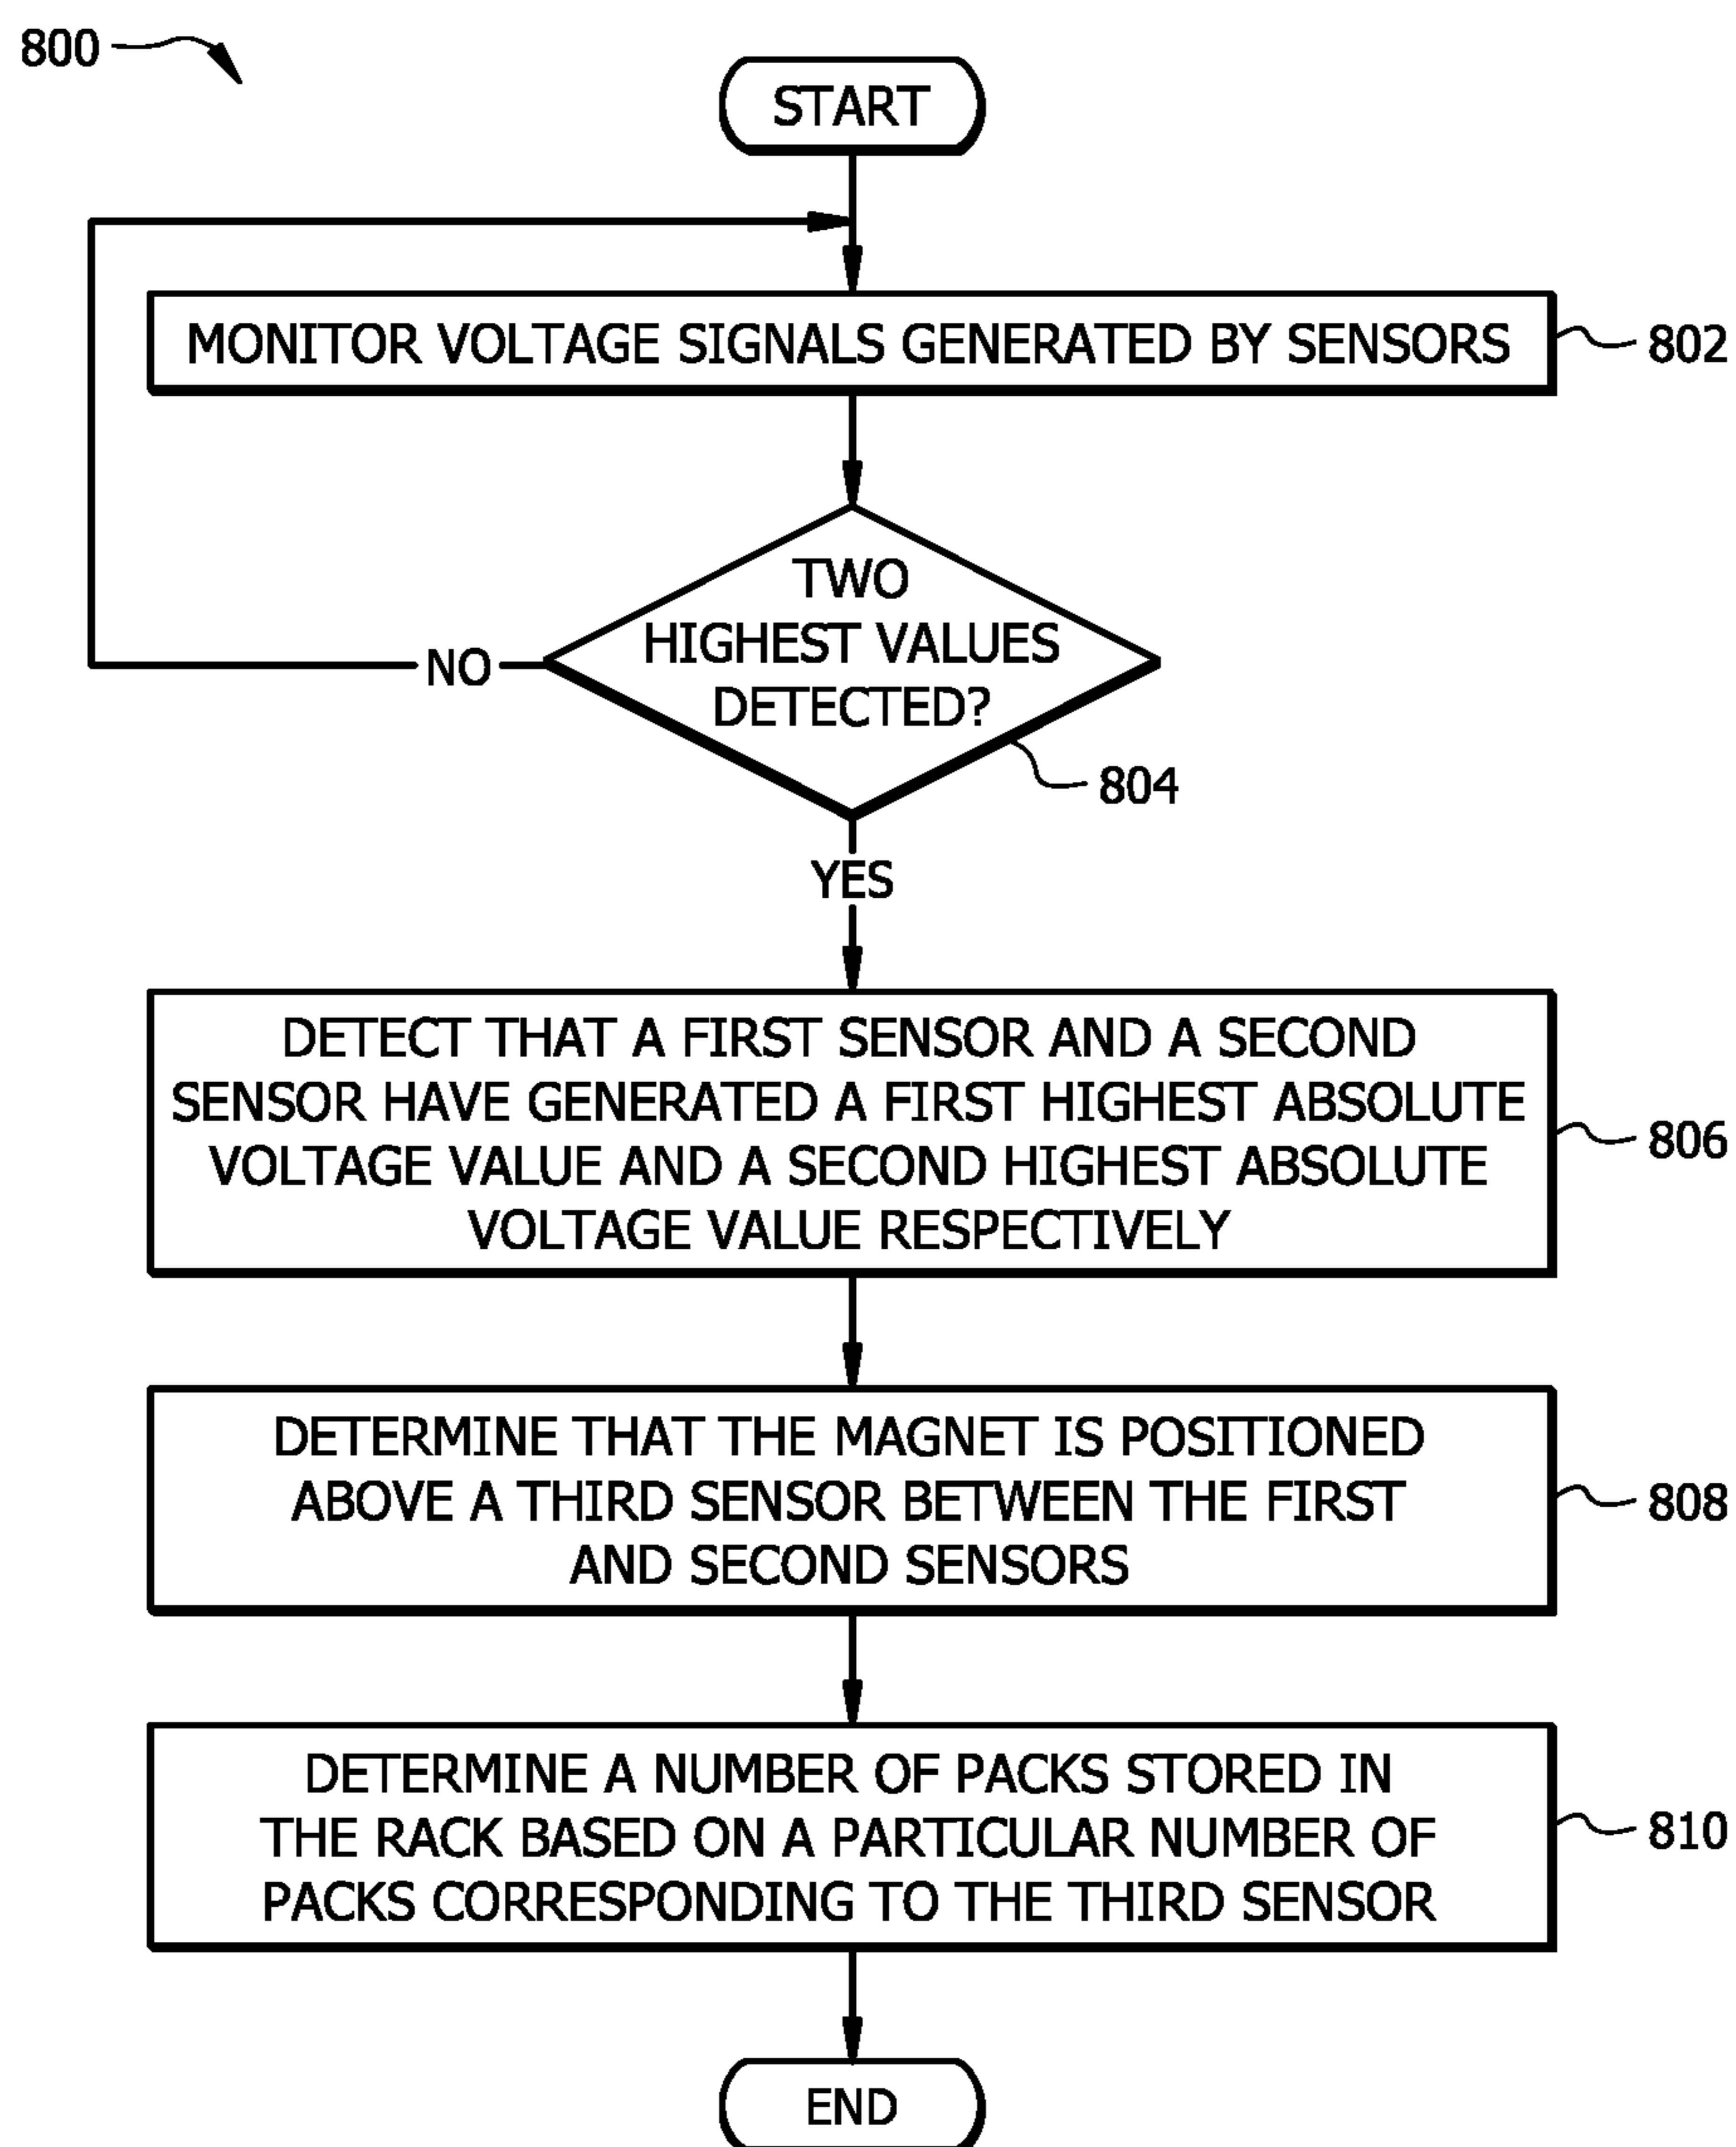 800
START
MONITOR VOLTAGE SIGNALS GENERATED BY SENSORS
802
TWO
HIGHEST VALUES
DETECTED?
NO
804
YES
DETECT THAT A FIRST SENSOR AND A SECOND
SENSOR HAVE GENERATED A FIRST HIGHEST ABSOLUTE
VOLTAGE VALUE AND A SECOND HIGHEST ABSOLUTE
VOLTAGE VALUE RESPECTIVELY
806
DETERMINE THAT THE MAGNET IS POSITIONED
ABOVE A THIRD SENSOR BETWEEN THE FIRST
AND SECOND SENSORS
808
DETERMINE A NUMBER OF PACKS STORED IN
THE RACK BASED ON A PARTICULAR NUMBER OF
PACKS CORRESPONDING TO THE THIRD SENSOR
810
END